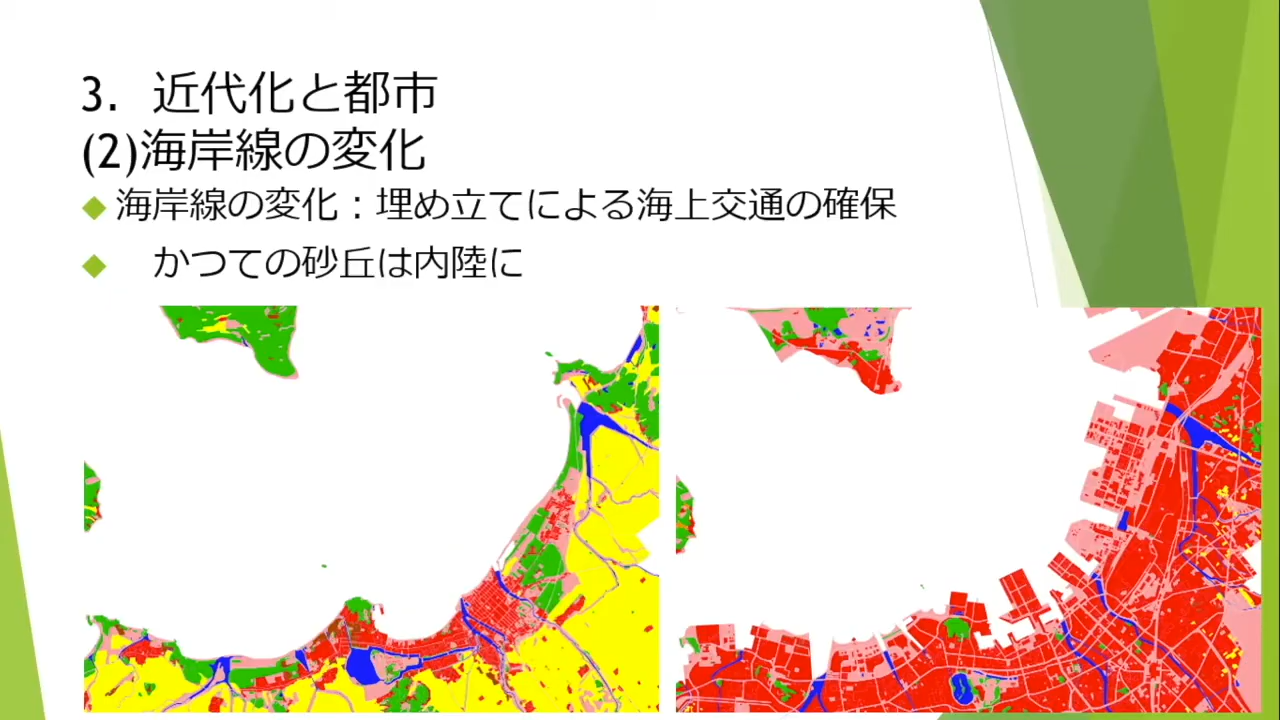 3. 近代化と都市
(2)海岸線の変化
海岸線の変化：埋め立てによる海上交通の確保
かつての砂丘は内陸に